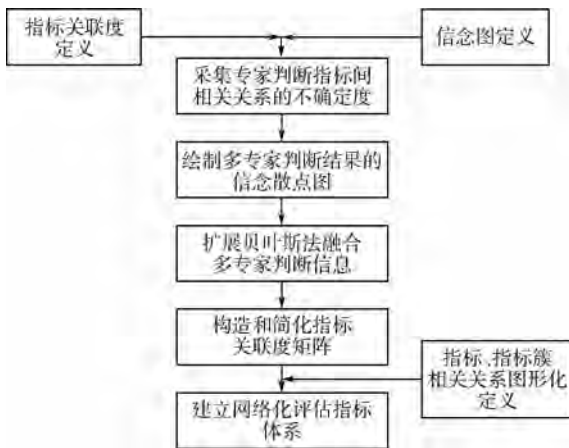 指标关联度
定义
信念图定义
采集专家判断指标间
相关关系的不确定度
绘制多专家判断结果的
信念散点图
扩展贝叶斯法融合
多专家判断信息
构造和简化指标
关联度矩阵
指标、指标簇
相关关系图形化
定义
建立网络化评估指标
体系